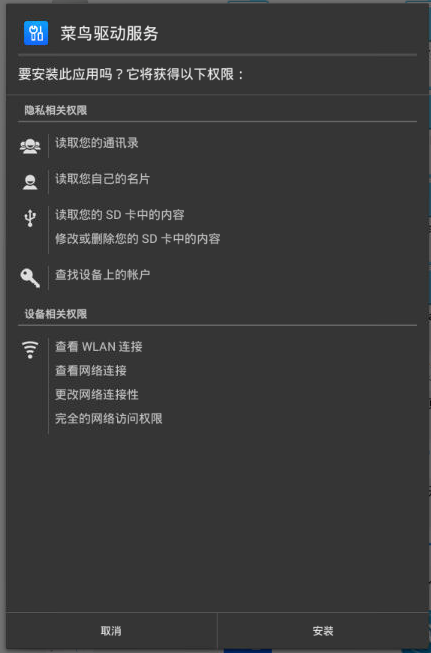 菜鸟驱动服务
要安装此应用吗？它将获得以下权限：
隐私相关权限
读取您的通讯录
读取您自己的名片
读取您的 SD 卡中的内容
修改或删除您的 SD 卡中的内容
查找设备上的帐户
设备相关权限
查看 WLAN 连接
查看网络连接
更改网络连接性
完全的网络访问权限
取消
安装